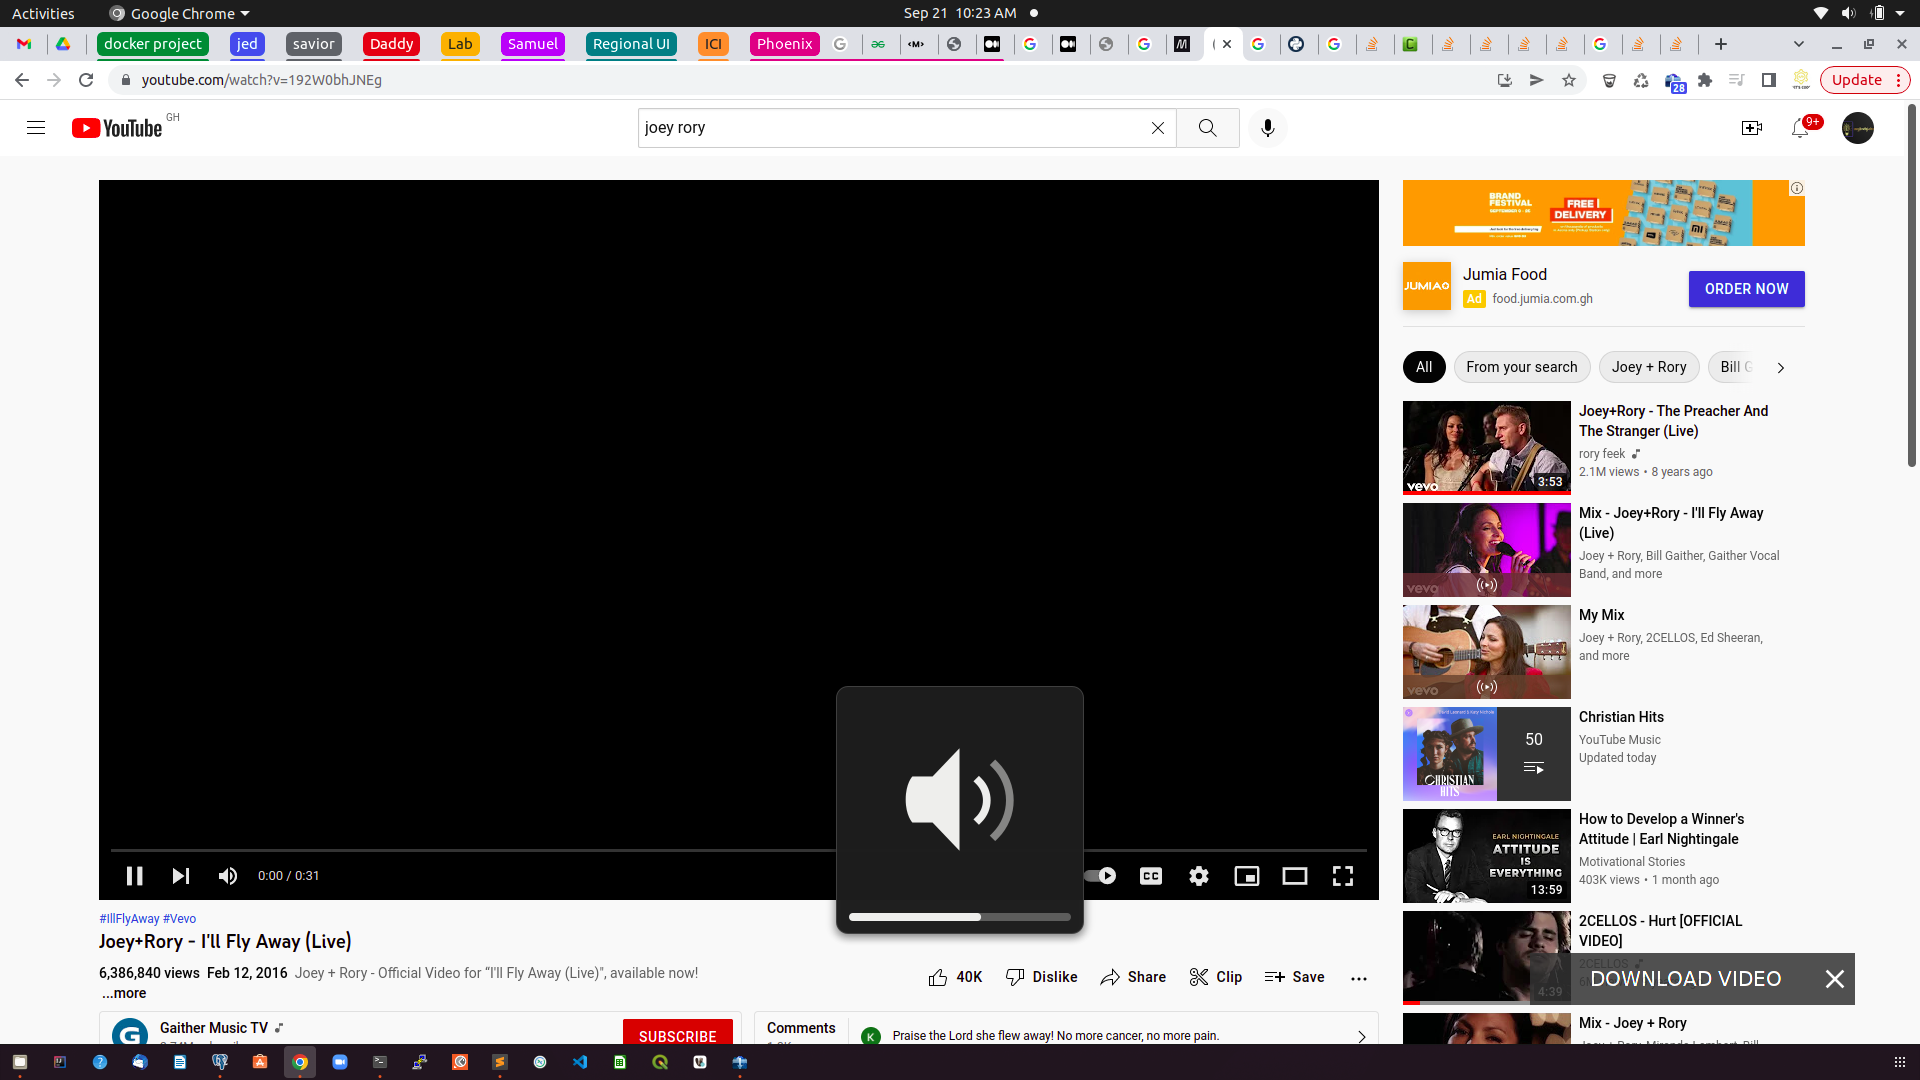 Activities
Google Chrome
Sep 21 10:23 AM
docker project
jed
savior
Daddy
Lab
Samuel
Regional UI
ICI
Phoenix
youtube.com/watch?v=192W0bhJNEg
28
Update
YouTube GH
joey rory
9+
BRAND
FESTIVAL
FREE
DELIVERY
Jumia Food
JUMIA
Ad food.jumia.com.gh
ORDER NOW
All
From your search
Joey + Rory
Bill G
Joey+Rory - The Preacher And
The Stranger (Live)
rory feek
2.1M views • 8 years ago
vevo
3:53
Mix - Joey+Rory - I'll Fly Away
(Live)
Joey + Rory, Bill Gaither, Gaither Vocal
Band, and more
vevo
My Mix
Joey + Rory, 2CELLOS, Ed Sheeran,
and more
vevo
Christian Hits
YouTube Music
Updated today
50
CHRISTIAN
HITS
How to Develop a Winner's
Attitude | Earl Nightingale
Motivational Stories
403K views • 1 month ago
EARL NIGHTINGALE
ATTITUDE
IS
EVERYTHING
13:59
2CELLOS - Hurt [OFFICIAL
VIDEO]
2CELLOS
4:39
DOWNLOAD VIDEO
Mix - Joey + Rory
0:00 / 0:31
CC
#IllFlyAway #Vevo
Joey+Rory - I'll Fly Away (Live)
6,386,840 views Feb 12, 2016 Joey + Rory - Official Video for “I'll Fly Away (Live)", available now!
...more
40K
Dislike
Share
Clip
Save
G
Gaither Music TV
SUBSCRIBE
Comments
K
Praise the Lord she flew away! No more cancer, no more pain.